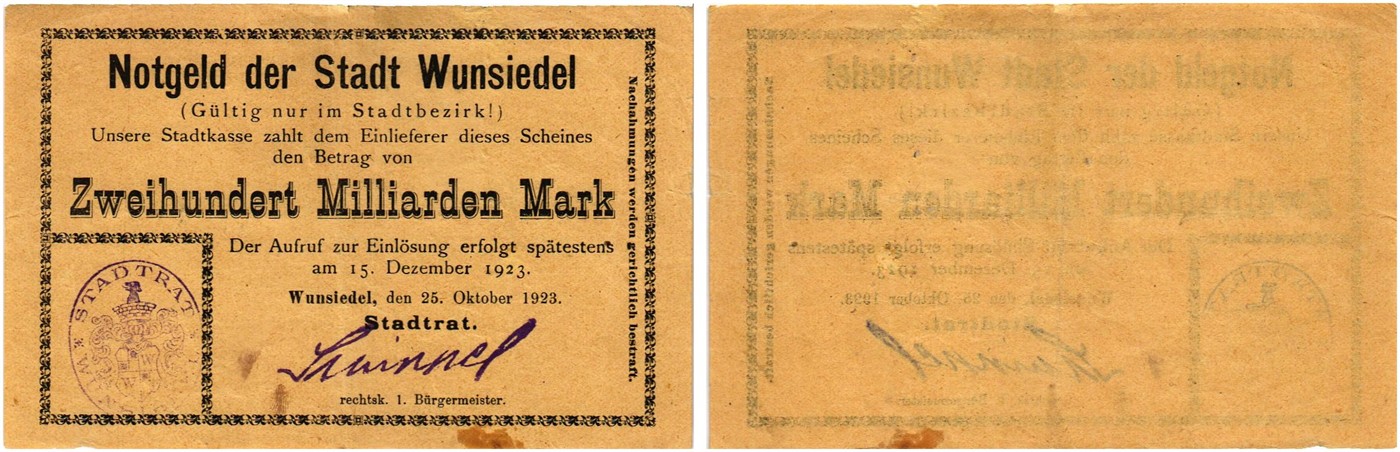 Notgeld der Stadt Wunsiedel
(Gültig nur im Stadtbezirk!)
Unsere Stadtkasse zahlt dem Einlieferer dieses Scheines
den Betrag von
Zweihundert Milliarden Mark
Der Aufruf zur Einlösung erfolgt spätestens
am 15. Dezember 1923.
Wunsiedel, den 25. Oktober 1923.
Stadtrat.
rechtsk. 1. Bürgermeister.
Nachahmungen werden gerichtlich bestraft.
STADTRAT